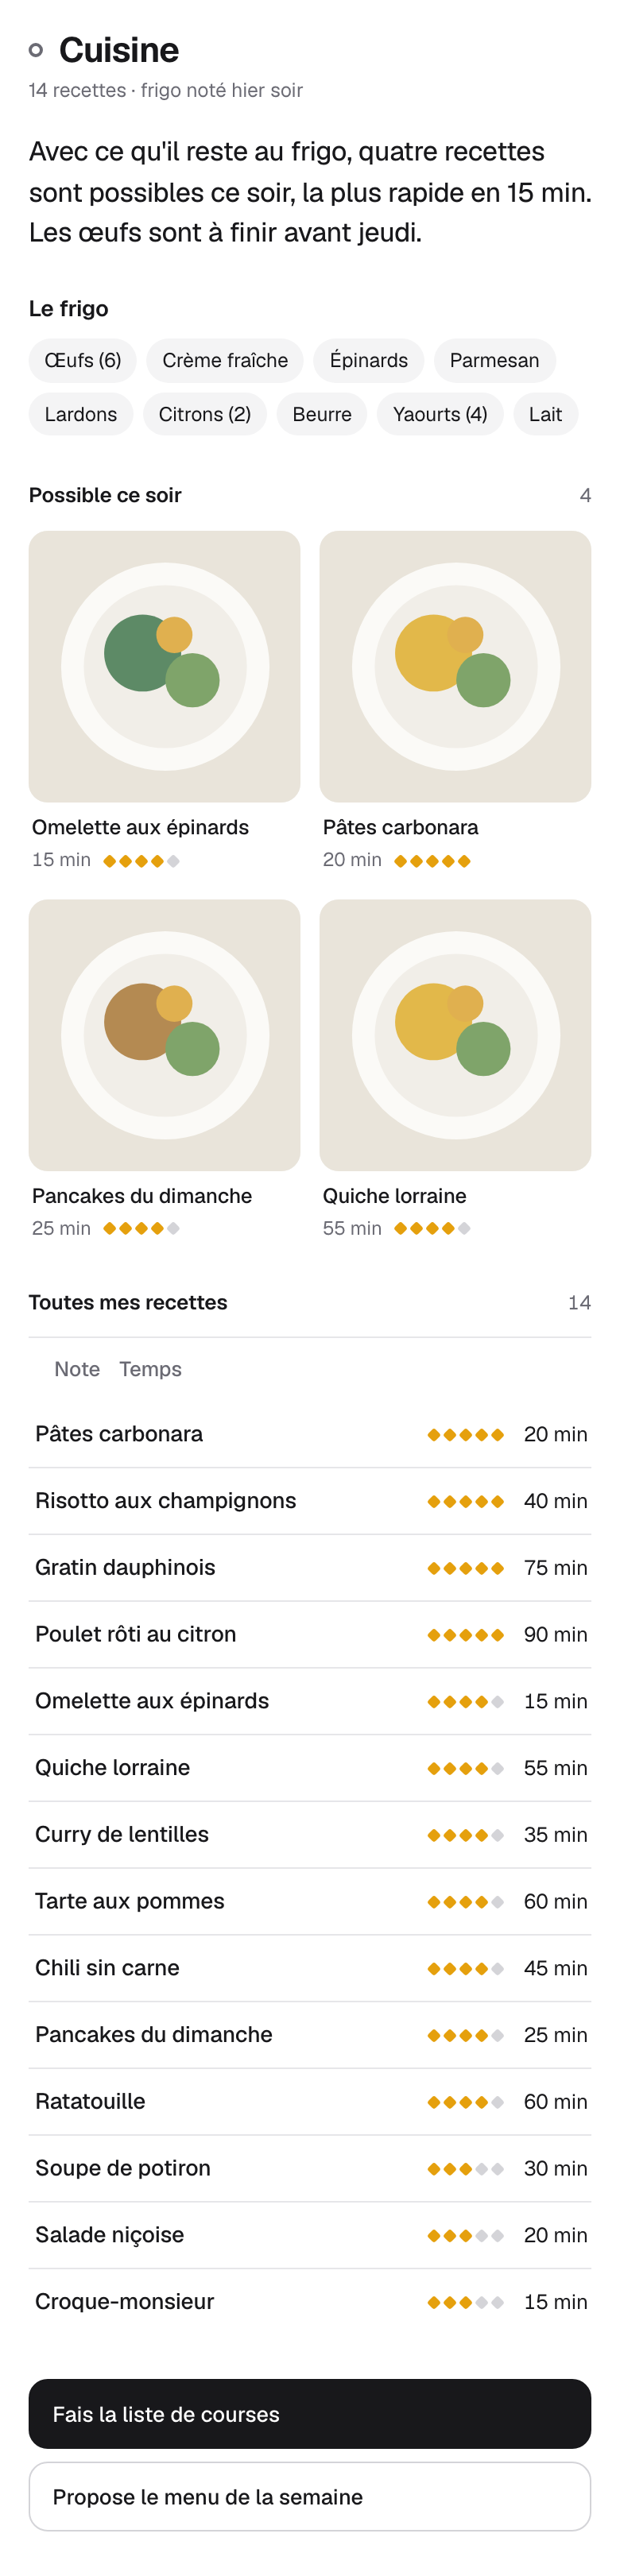 Cuisine
14 recettes · frigo noté hier soir
Avec ce qu'il reste au frigo, quatre recettes
sont possibles ce soir, la plus rapide en 15 min.
Les œufs sont à finir avant jeudi.
Le frigo
Œufs (6) Crème fraîche Épinards Parmesan
Lardons Citrons (2) Beurre Yaourts (4) Lait
Possible ce soir 4
Omelette aux épinards
15 min
Pâtes carbonara
20 min
Pancakes du dimanche
25 min
Quiche lorraine
55 min
Toutes mes recettes 14
Note Temps
Pâtes carbonara 20 min
Risotto aux champignons 40 min
Gratin dauphinois 75 min
Poulet rôti au citron 90 min
Omelette aux épinards 15 min
Quiche lorraine 55 min
Curry de lentilles 35 min
Tarte aux pommes 60 min
Chili sin carne 45 min
Pancakes du dimanche 25 min
Ratatouille 60 min
Soupe de potiron 30 min
Salade niçoise 20 min
Croque-monsieur 15 min
Fais la liste de courses
Propose le menu de la semaine